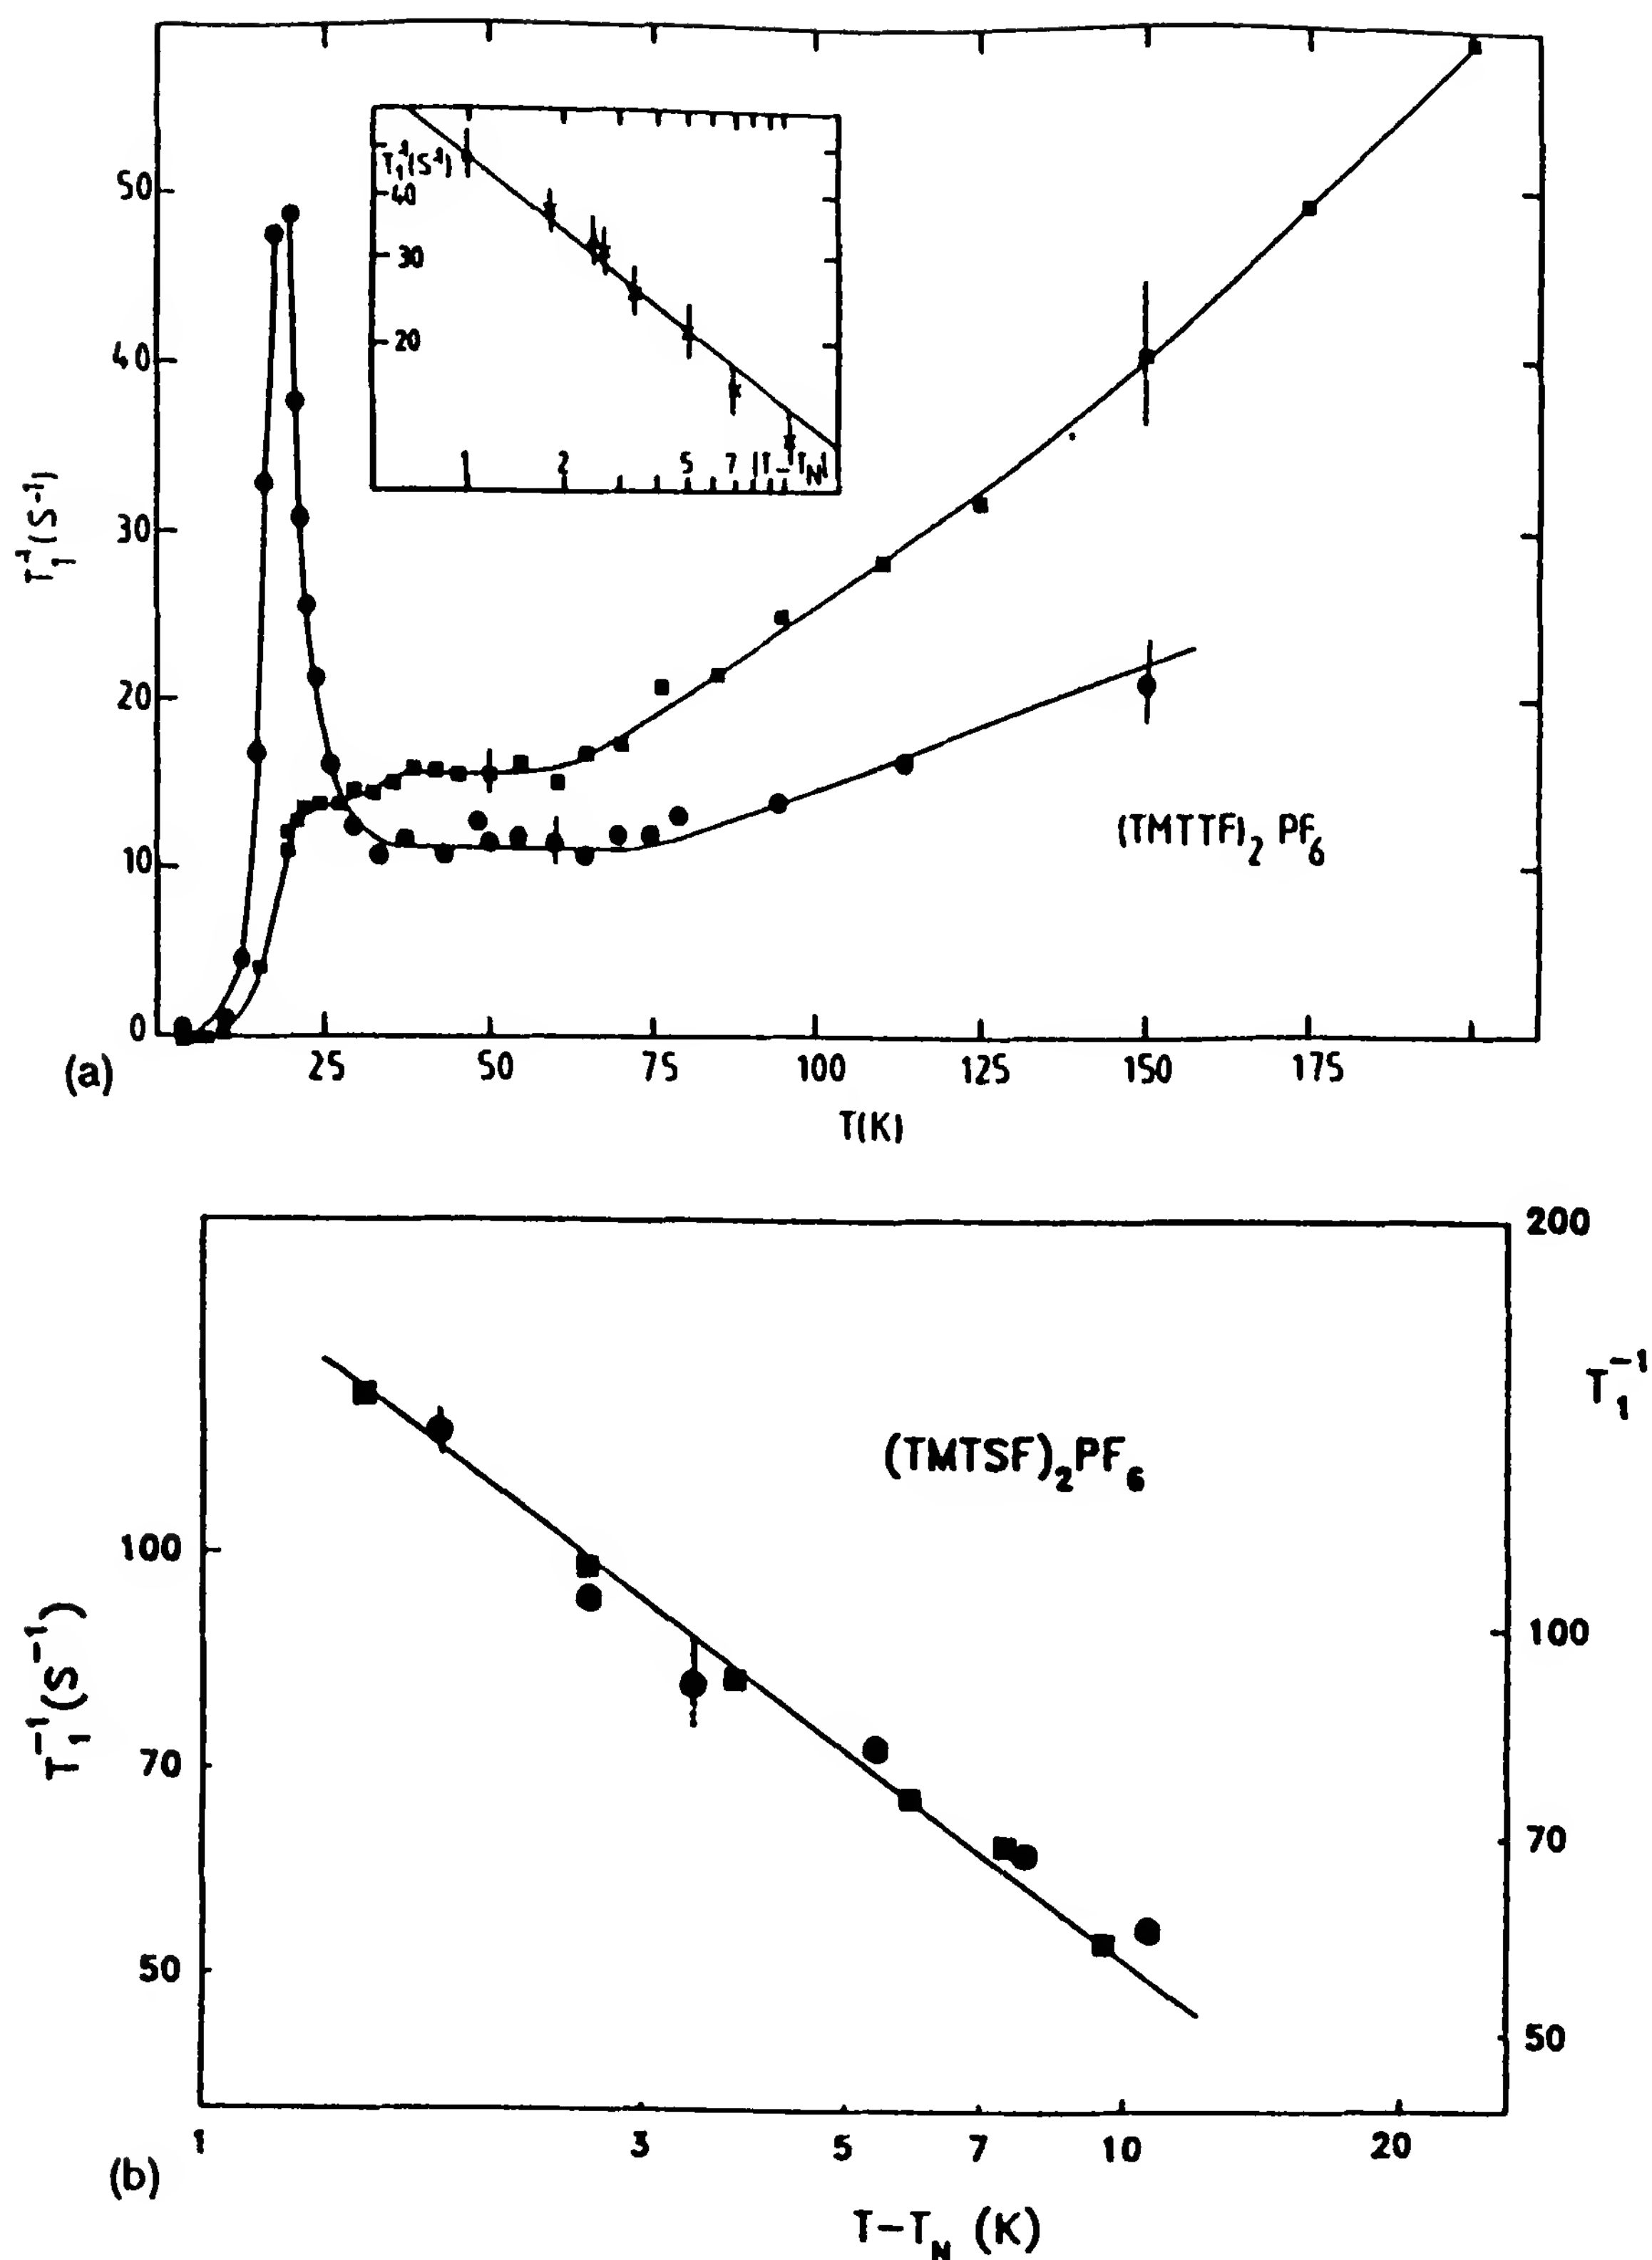 50
40
30
20
10
0
T₁⁻¹(S⁻¹)
T₁⁻¹(S⁻¹)
40
30
20
1 2 5 7 |T-T_N|
(TMTTF)₂ PF₆
25 50 75 100 125 150 175
(a)
T(K)
200
T₁⁻¹
(TMTSF)₂PF₆
100
100
T₁⁻¹(S⁻¹)
70
70
50
50
1 3 5 7 10 20
(b)
T-T_N (K)